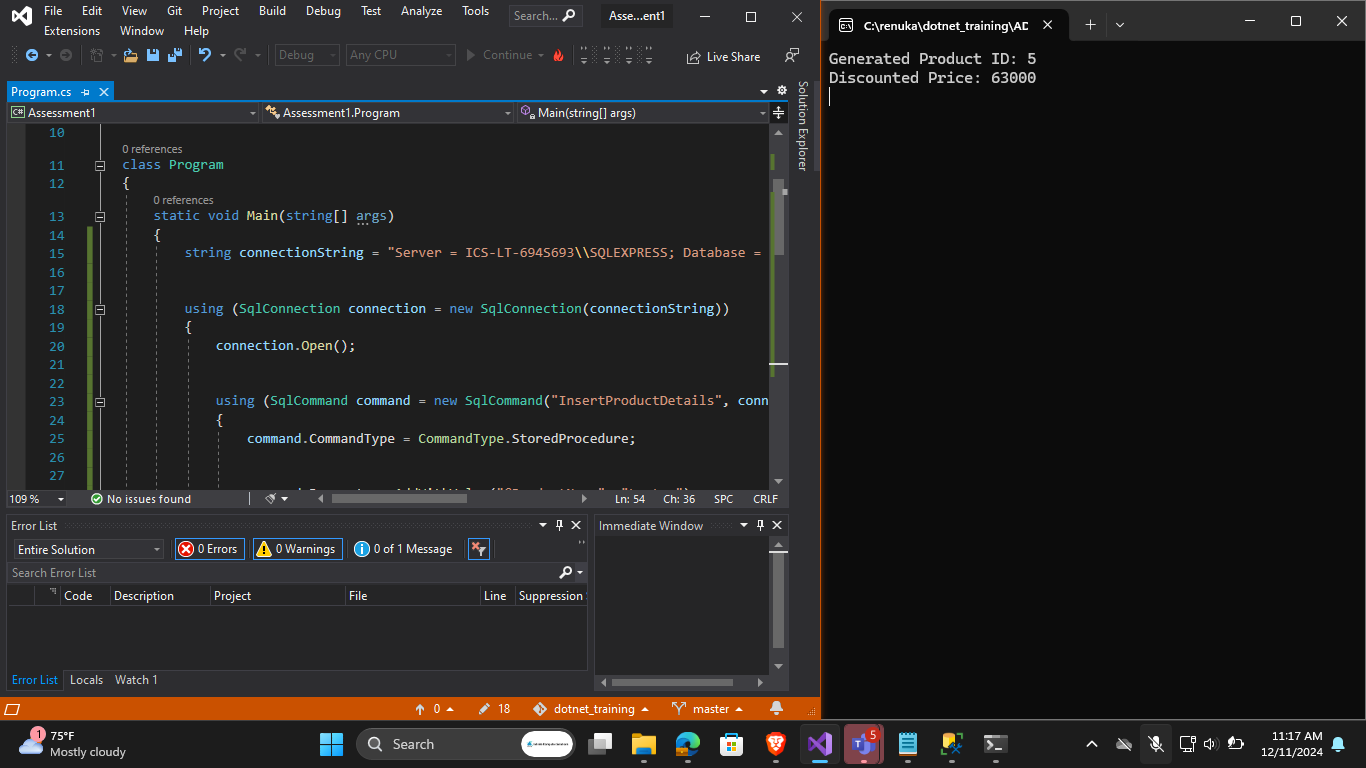 File Edit View Git Project Build Debug Test Analyze Tools Search... Asse...ent1
Extensions Window Help
Debug Any CPU Continue Live Share
Program.cs
Assessment1 Assessment1.Program Main(string[] args)
10
0 references
11 class Program
12 {
0 references
13 static void Main(string[] args)
14 {
15 string connectionString = "Server = ICS-LT-694S693\\SQLEXPRESS; Database =
16
17
18 using (SqlConnection connection = new SqlConnection(connectionString))
19 {
20 connection.Open();
21
22
23 using (SqlCommand command = new SqlCommand("InsertProductDetails", conn
24 {
25 command.CommandType = CommandType.StoredProcedure;
26
27
109 % No issues found Ln: 54 Ch: 36 SPC CRLF
Solution Explorer
Error List
Entire Solution 0 Errors 0 Warnings 0 of 1 Message
Search Error List
Code Description Project File Line Suppression
Error List Locals Watch 1
Immediate Window
0 18 dotnet_training master
C:\renuka\dotnet_training\AD
Generated Product ID: 5
Discounted Price: 63000
1
75°F
Mostly cloudy
Search
5
11:17 AM
12/11/2024